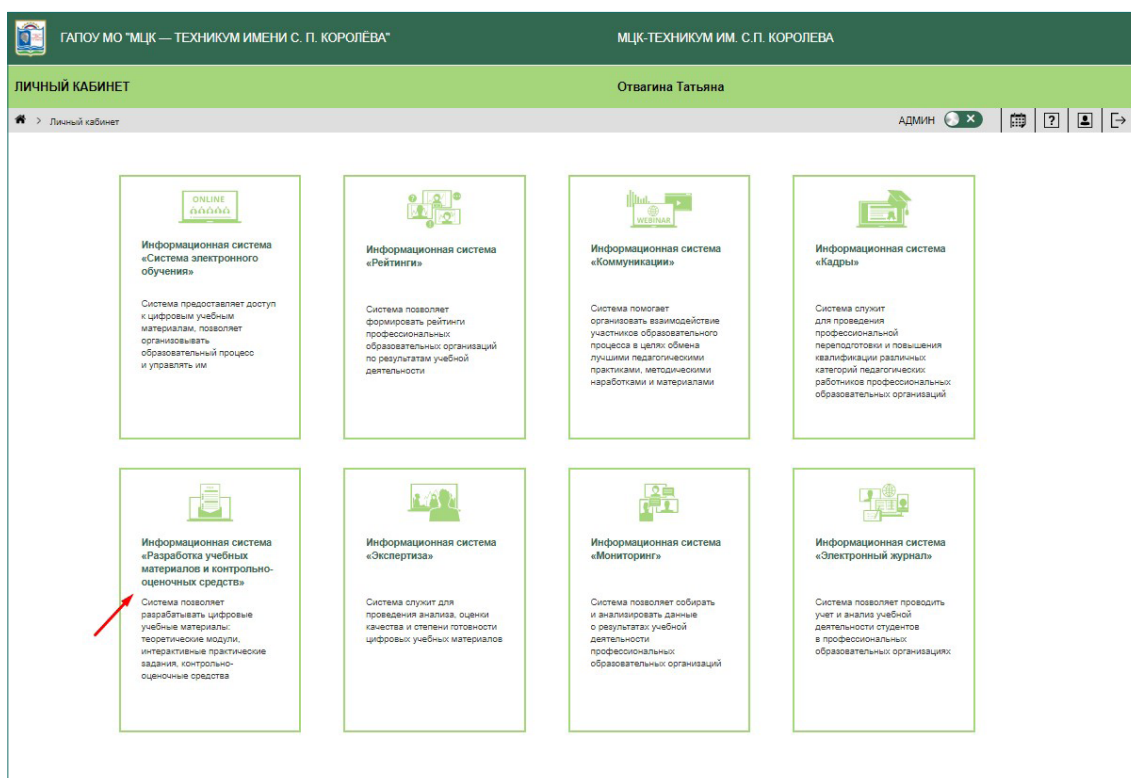 ГАПОУ МО "МЦК — ТЕХНИКУМ ИМЕНИ С. П. КОРОЛЁВА"
МЦК-ТЕХНИКУМ ИМ. С.П. КОРОЛЕВА
ЛИЧНЫЙ КАБИНЕТ
Отвагина Татьяна
> Личный кабинет
АДМИН
ONLINE
Информационная система
«Система электронного
обучения»
Система предоставляет доступ
к цифровым учебным
материалам, позволяет
организовывать
образовательный процесс
и управлять им
Информационная система
«Рейтинги»
Система позволяет
формировать рейтинги
профессиональных
образовательных организаций
по результатам учебной
деятельности
WEBINAR
Информационная система
«Коммуникации»
Система помогает
организовать взаимодействие
участников образовательного
процесса в целях обмена
лучшими педагогическими
практиками, методическими
наработками и материалами
Информационная система
«Кадры»
Система служит
для проведения
профессиональной
переподготовки и повышения
квалификации различных
категорий педагогических
работников профессиональных
образовательных организаций
Информационная система
«Разработка учебных
материалов и контрольно-
оценочных средств»
Система позволяет
разрабатывать цифровые
учебные материалы:
теоретические модули,
интерактивные практические
задания, контрольно-
оценочные средства
Информационная система
«Экспертиза»
Система служит для
проведения анализа, оценки
качества и степени готовности
цифровых учебных материалов
Информационная система
«Мониторинг»
Система позволяет собирать
и анализировать данные
о результатах учебной
деятельности
профессиональных
образовательных организаций
Информационная система
«Электронный журнал»
Система позволяет проводить
учет и анализ учебной
деятельности студентов
в профессиональных
образовательных организациях